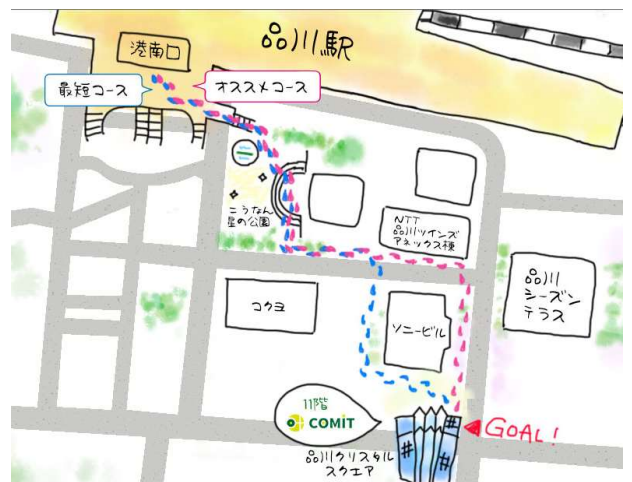 品川駅
港南口
最短コース
オススメコース
こうなん
星の公園
NTT
品川ツインズ
アネックス棟
コクヨ
ソニービル
品川
シーズン
テラス
11階
COMIT
品川クリスタル
スクエア
GOAL!